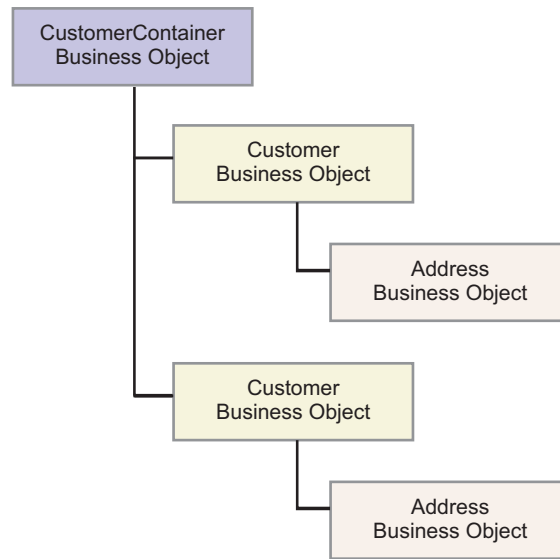 CustomerContainer
Business Object
Customer
Business Object
Address
Business Object
Customer
Business Object
Address
Business Object